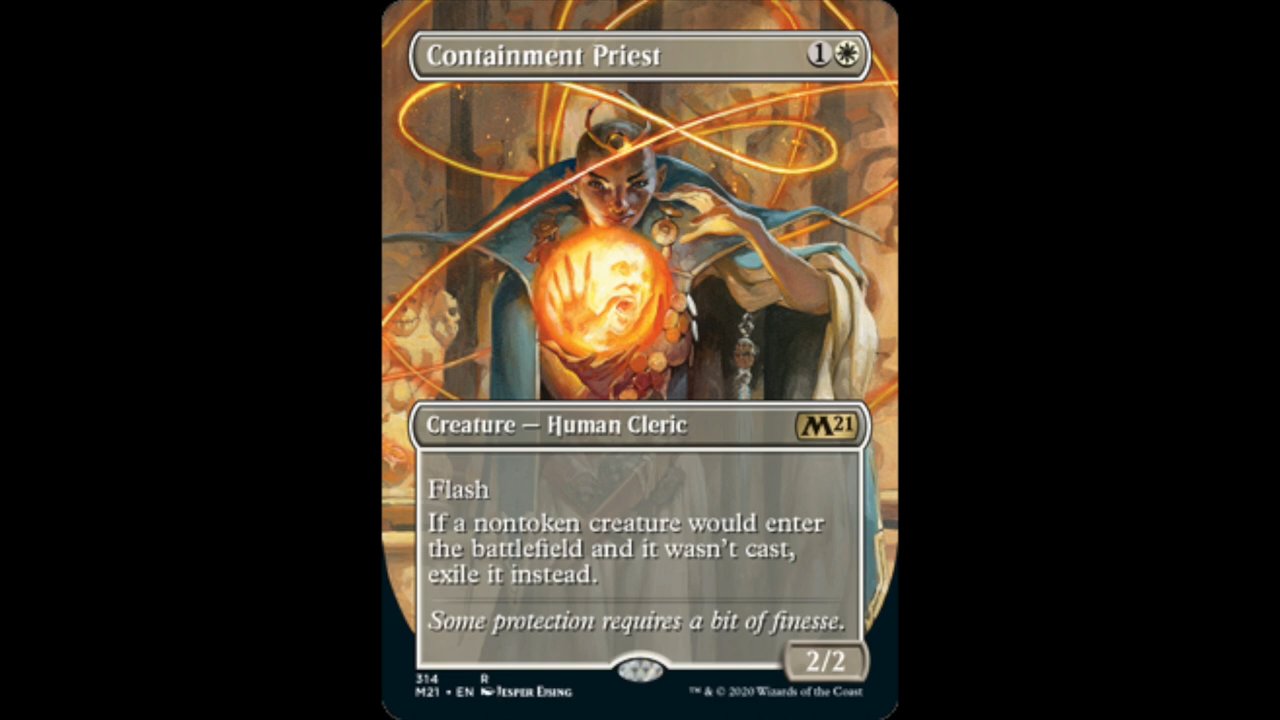 Containment Priest 1
Creature — Human Cleric M21
Flash
If a nontoken creature would enter
the battlefield and it wasn't cast,
exile it instead.
Some protection requires a bit of finesse.
2/2
314 R
M21 • EN Jesper Ejsing
™ & © 2020 Wizards of the Coast